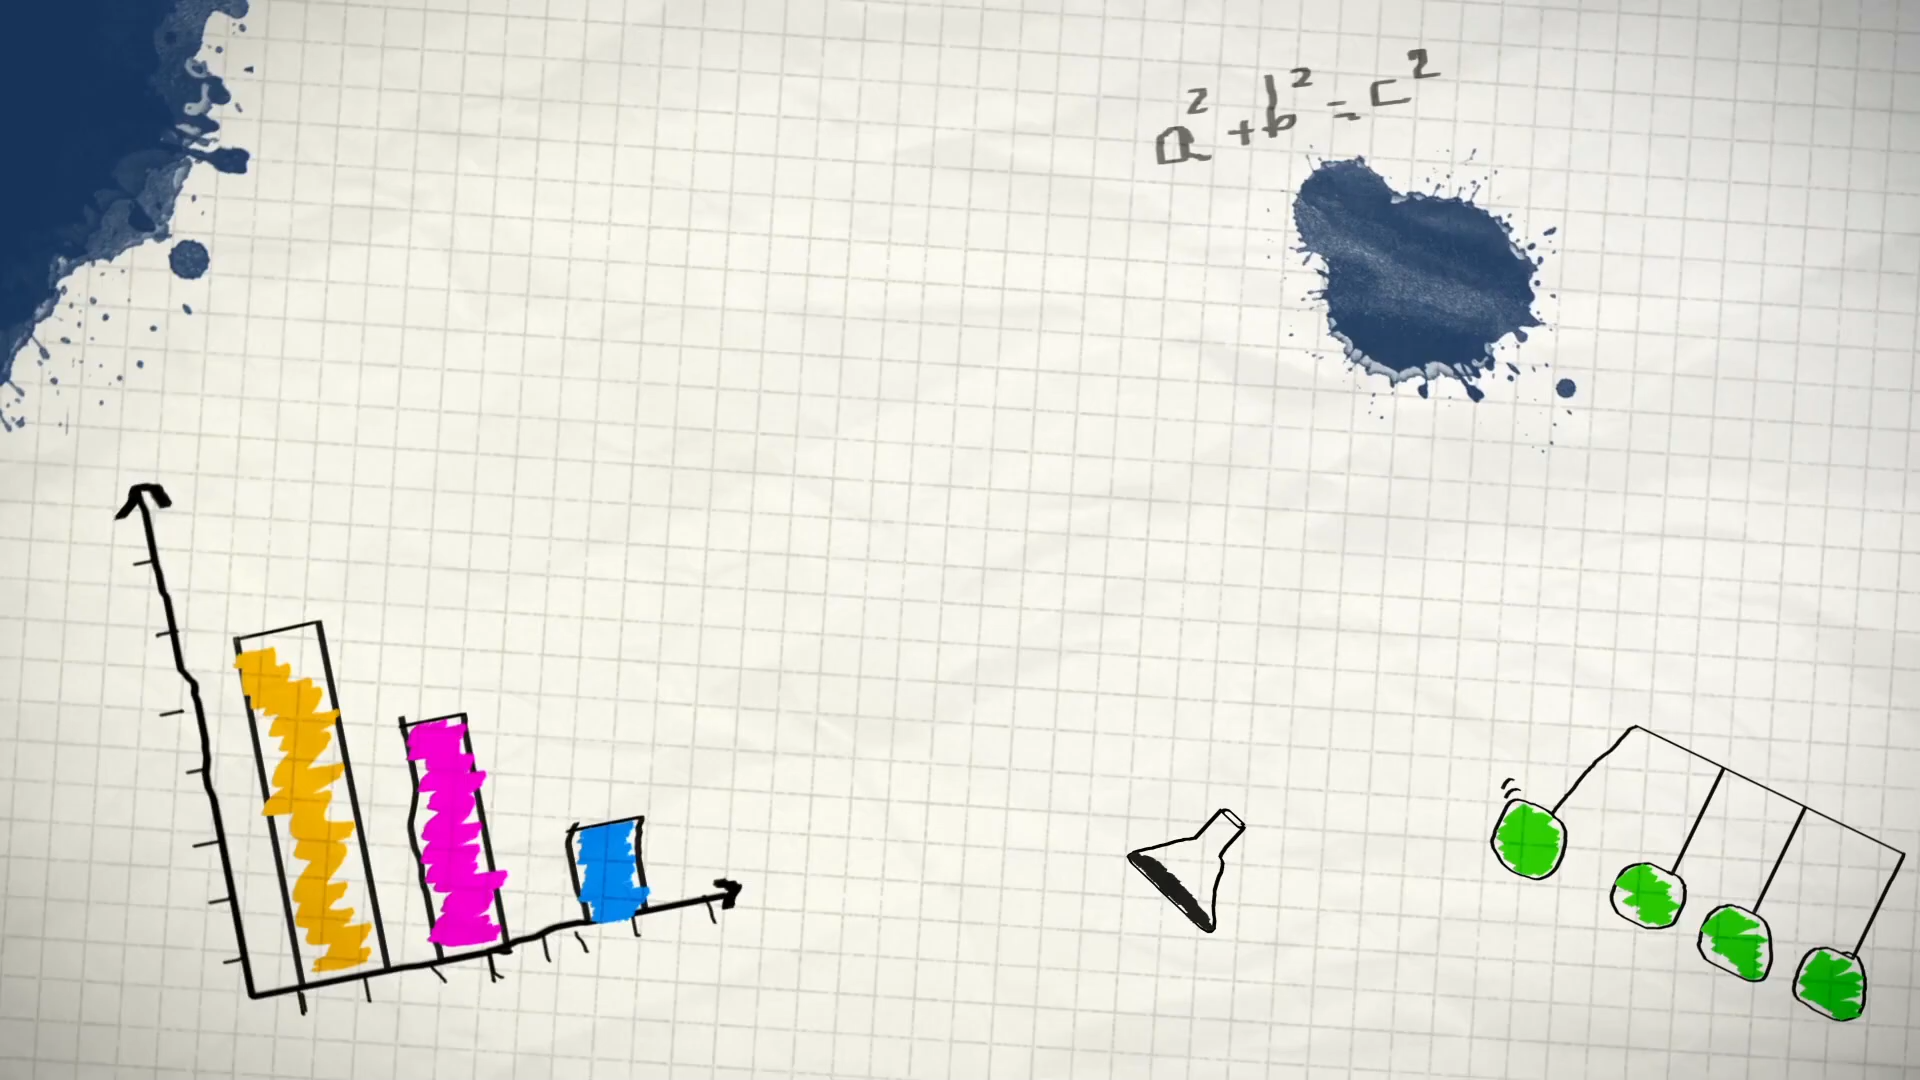 a² + b² = c²